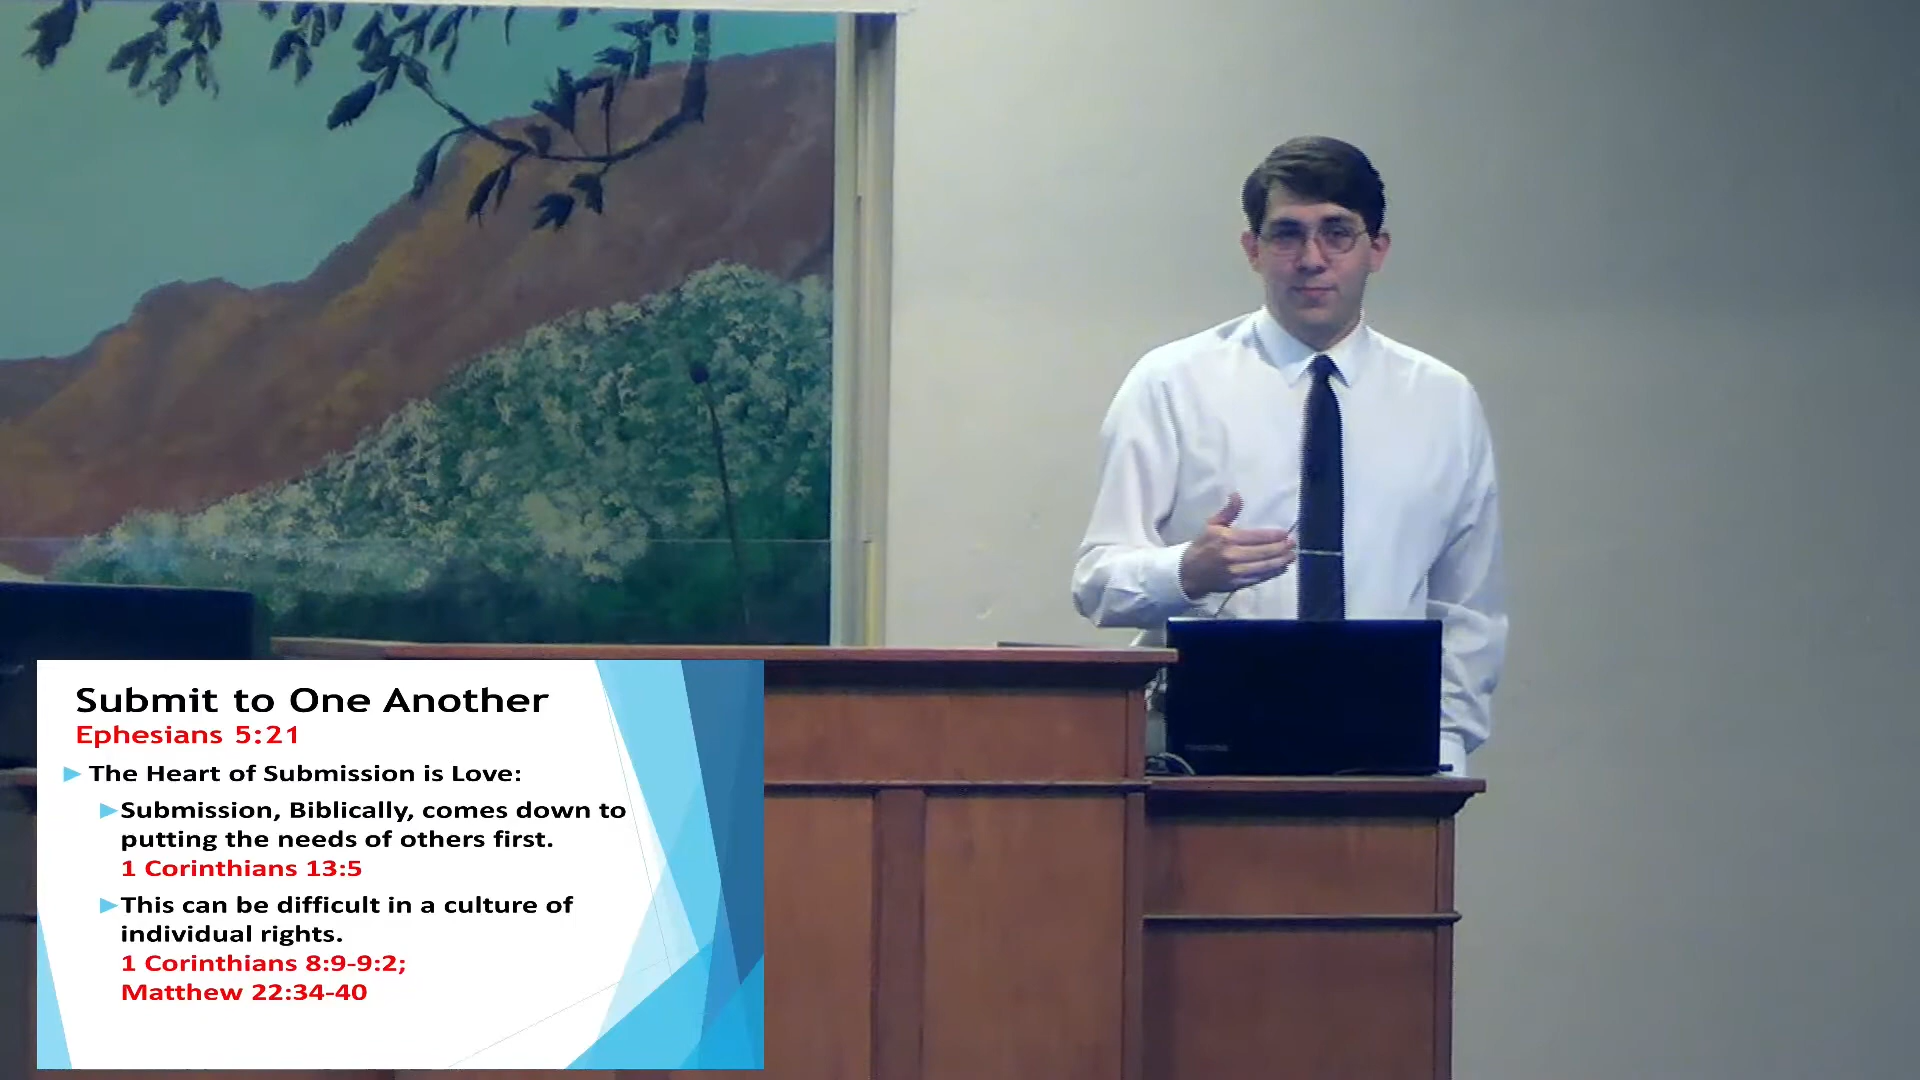 Submit to One Another
Ephesians 5:21
The Heart of Submission is Love:
Submission, Biblically, comes down to
putting the needs of others first.
1 Corinthians 13:5
This can be difficult in a culture of
individual rights.
1 Corinthians 8:9-9:2;
Matthew 22:34-40